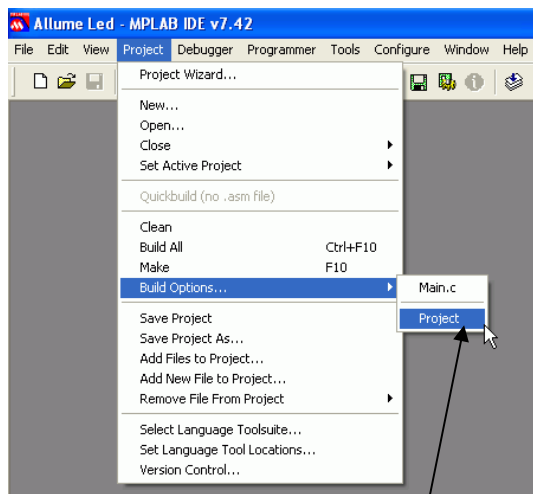 Allume Led - MPLAB IDE v7.42
File Edit View Project Debugger Programmer Tools Configure Window Help
Project Wizard...
New...
Open...
Close
Set Active Project
Quickbuild (no .asm file)
Clean
Build All Ctrl+F10
Make F10
Build Options...
Main.c
Project
Save Project
Save Project As...
Add Files to Project...
Add New File to Project...
Remove File From Project
Select Language Toolsuite...
Set Language Tool Locations...
Version Control...